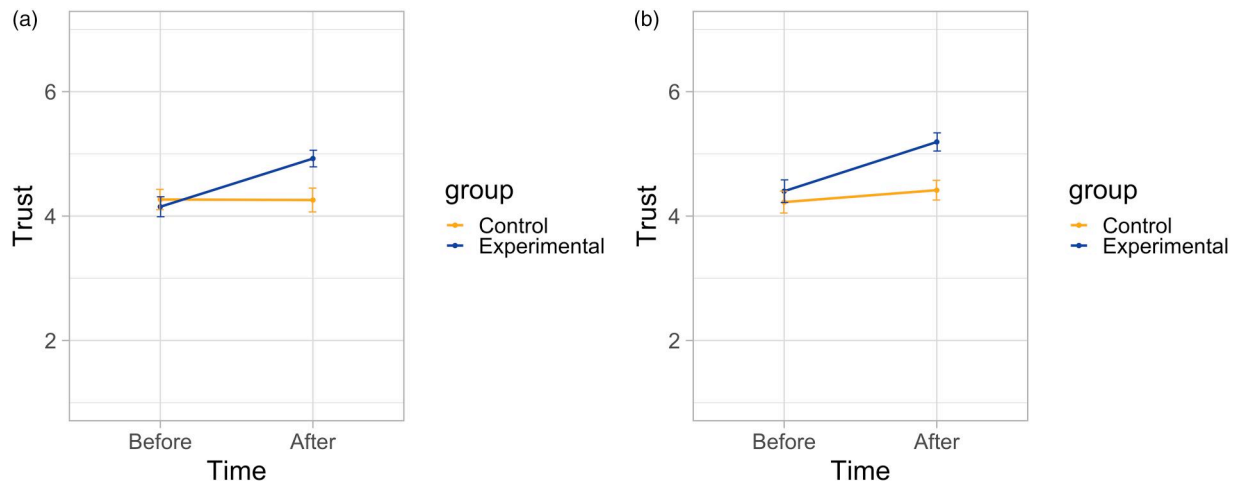 (a)
Trust
6
4
2
Before After
Time
group
Control
Experimental
(b)
Trust
6
4
2
Before After
Time
group
Control
Experimental